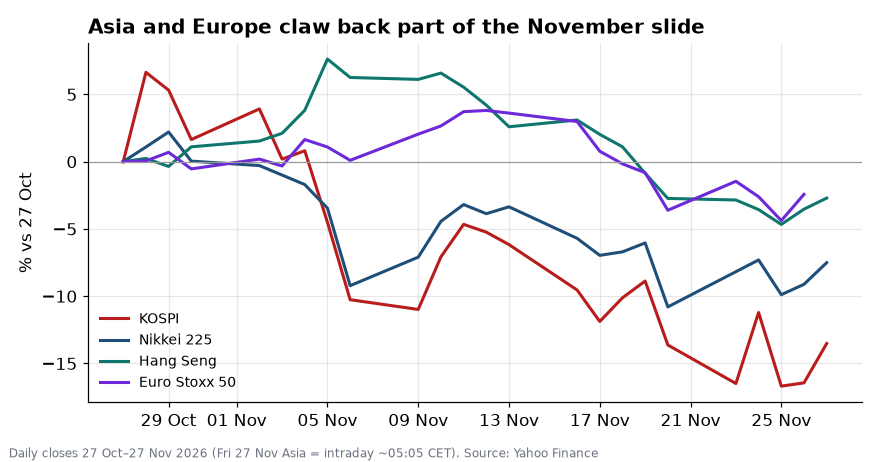 Asia and Europe claw back part of the November slide
% vs 27 Oct
5
0
−5
−10
−15
KOSPI
Nikkei 225
Hang Seng
Euro Stoxx 50
29 Oct 01 Nov 05 Nov 09 Nov 13 Nov 17 Nov 21 Nov 25 Nov
Daily closes 27 Oct–27 Nov 2026 (Fri 27 Nov Asia = intraday ~05:05 CET). Source: Yahoo Finance